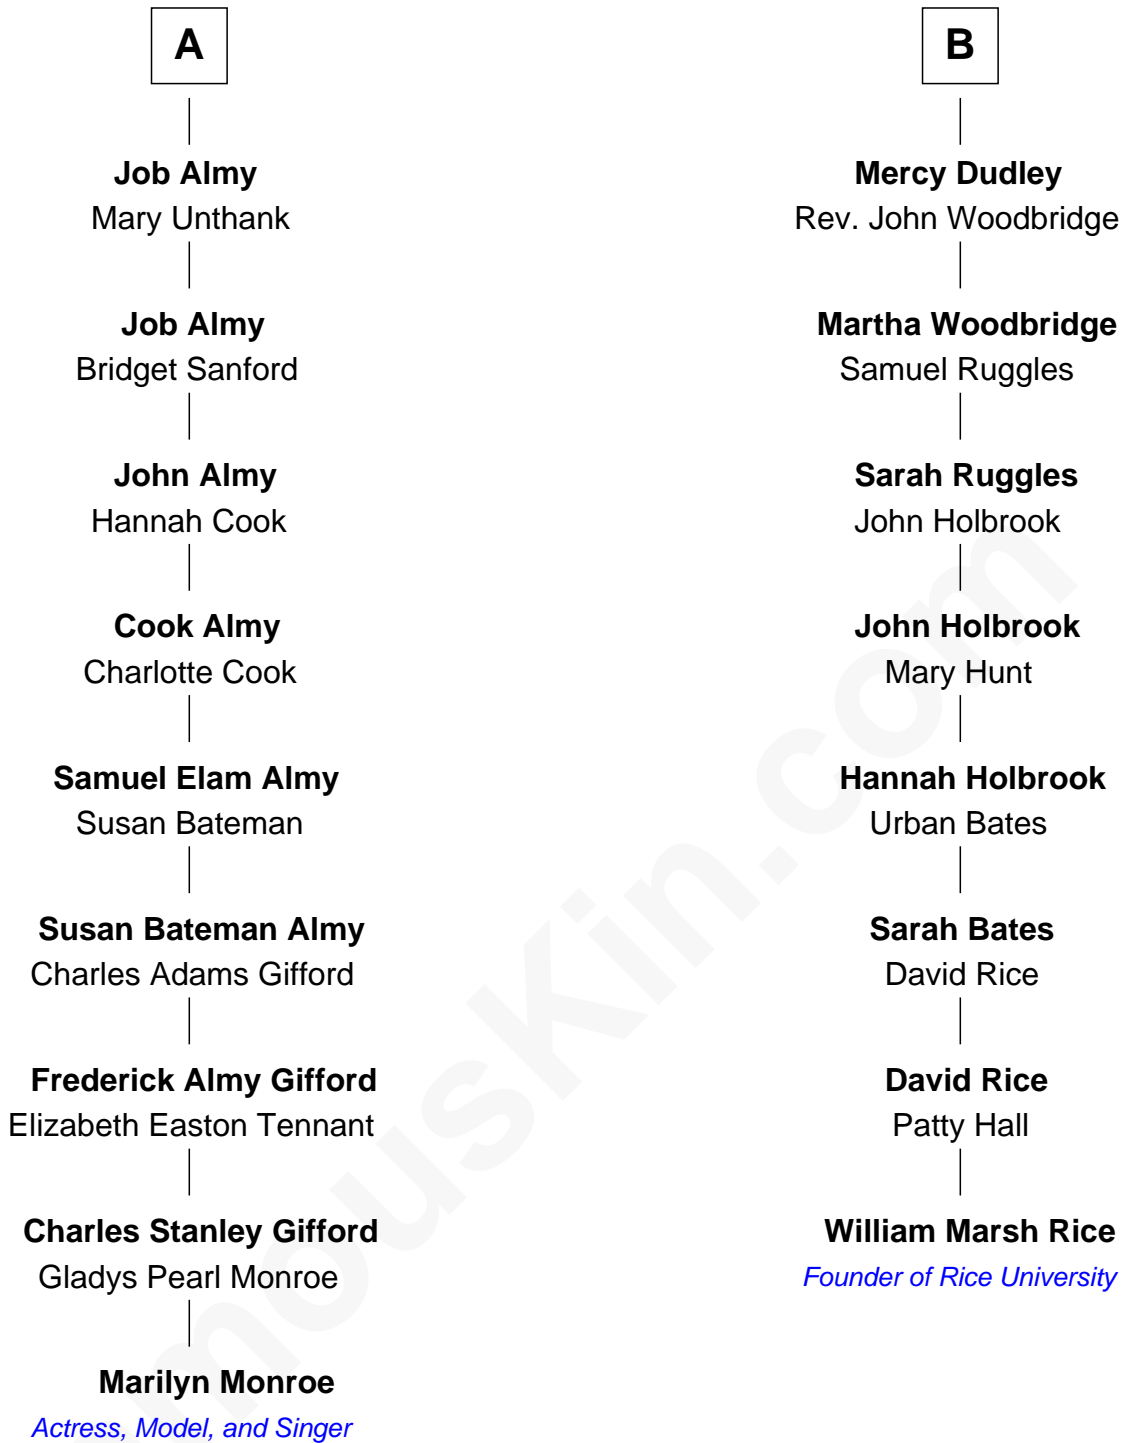 A
Job Almy
Mary Unthank
Job Almy
Bridget Sanford
John Almy
Hannah Cook
Cook Almy
Charlotte Cook
Samuel Elam Almy
Susan Bateman
Susan Bateman Almy
Charles Adams Gifford
Frederick Almy Gifford
Elizabeth Easton Tennant
Charles Stanley Gifford
Gladys Pearl Monroe
Marilyn Monroe
Actress, Model, and Singer
B
Mercy Dudley
Rev. John Woodbridge
Martha Woodbridge
Samuel Ruggles
Sarah Ruggles
John Holbrook
John Holbrook
Mary Hunt
Hannah Holbrook
Urban Bates
Sarah Bates
David Rice
David Rice
Patty Hall
William Marsh Rice
Founder of Rice University
mousKin.com